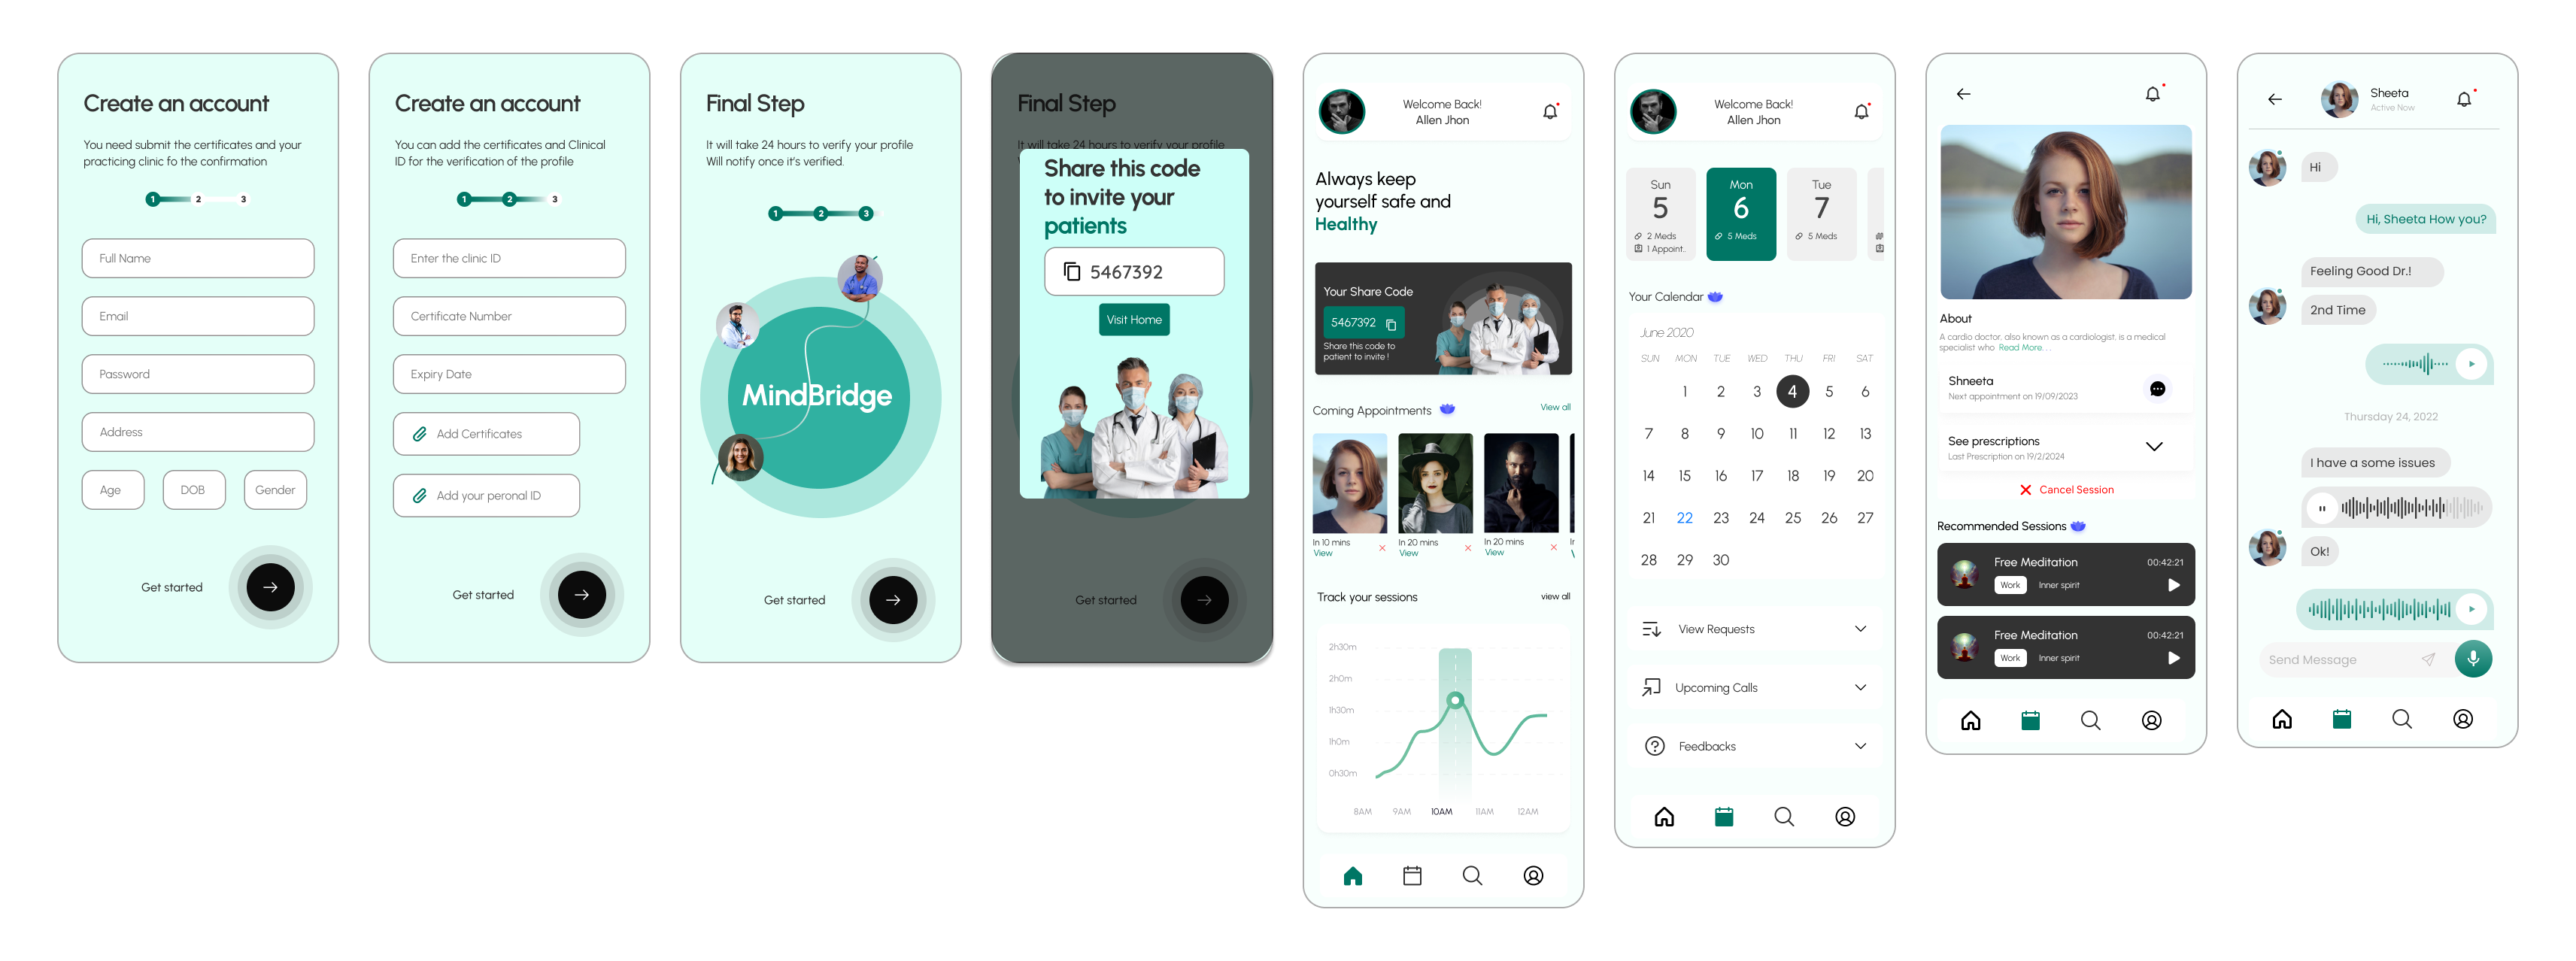 Create an account
You need submit the certificates and your
practicing clinic fo the confirmation
1 2 3
Full Name
Email
Password
Address
Age DOB Gender
Get started
Create an account
You can add the certificates and Clinical
ID for the verification of the profile
1 2 3
Enter the clinic ID
Certificate Number
Expiry Date
Add Certificates
Add your peronal ID
Get started
Final Step
It will take 24 hours to verify your profile
Will notify once it's verified.
1 2 3
MindBridge
Get started
Final Step
It will take 24 hours to verify your profile
Share this code
to invite your
patients
5467392
Visit Home
Get started
Welcome Back!
Allen Jhon
Always keep
yourself safe and
Healthy
Your Share Code
5467392
Share this code to
patient to invite !
Coming Appointments View all
In 10 mins In 20 mins In 20 mins
View View View
Track your sessions view all
2h30m
2h0m
1h30m
1h0m
0h30m
8AM 9AM 10AM 11AM 12AM
Welcome Back!
Allen Jhon
Sun Mon Tue
5 6 7
2 Meds 5 Meds 5 Meds
1 Appoint..
Your Calendar
June 2020
SUN MON TUE WED THU FRI SAT
1 2 3 4 5 6
7 8 9 10 11 12 13
14 15 16 17 18 19 20
21 22 23 24 25 26 27
28 29 30
View Requests
Upcoming Calls
Feedbacks
About
A cardio doctor, also known as a cardiologist, is a medical
specialist who Read More. . .
Shneeta
Next appointment on 19/09/2023
See prescriptions
Last Prescription on 19/2/2024
Cancel Session
Recommended Sessions
Free Meditation 00:42:21
Work Inner spirit
Free Meditation 00:42:21
Work Inner spirit
Sheeta
Active Now
Hi
Hi, Sheeta How you?
Feeling Good Dr.!
2nd Time
Thursday 24, 2022
I have a some issues
Ok!
Send Message